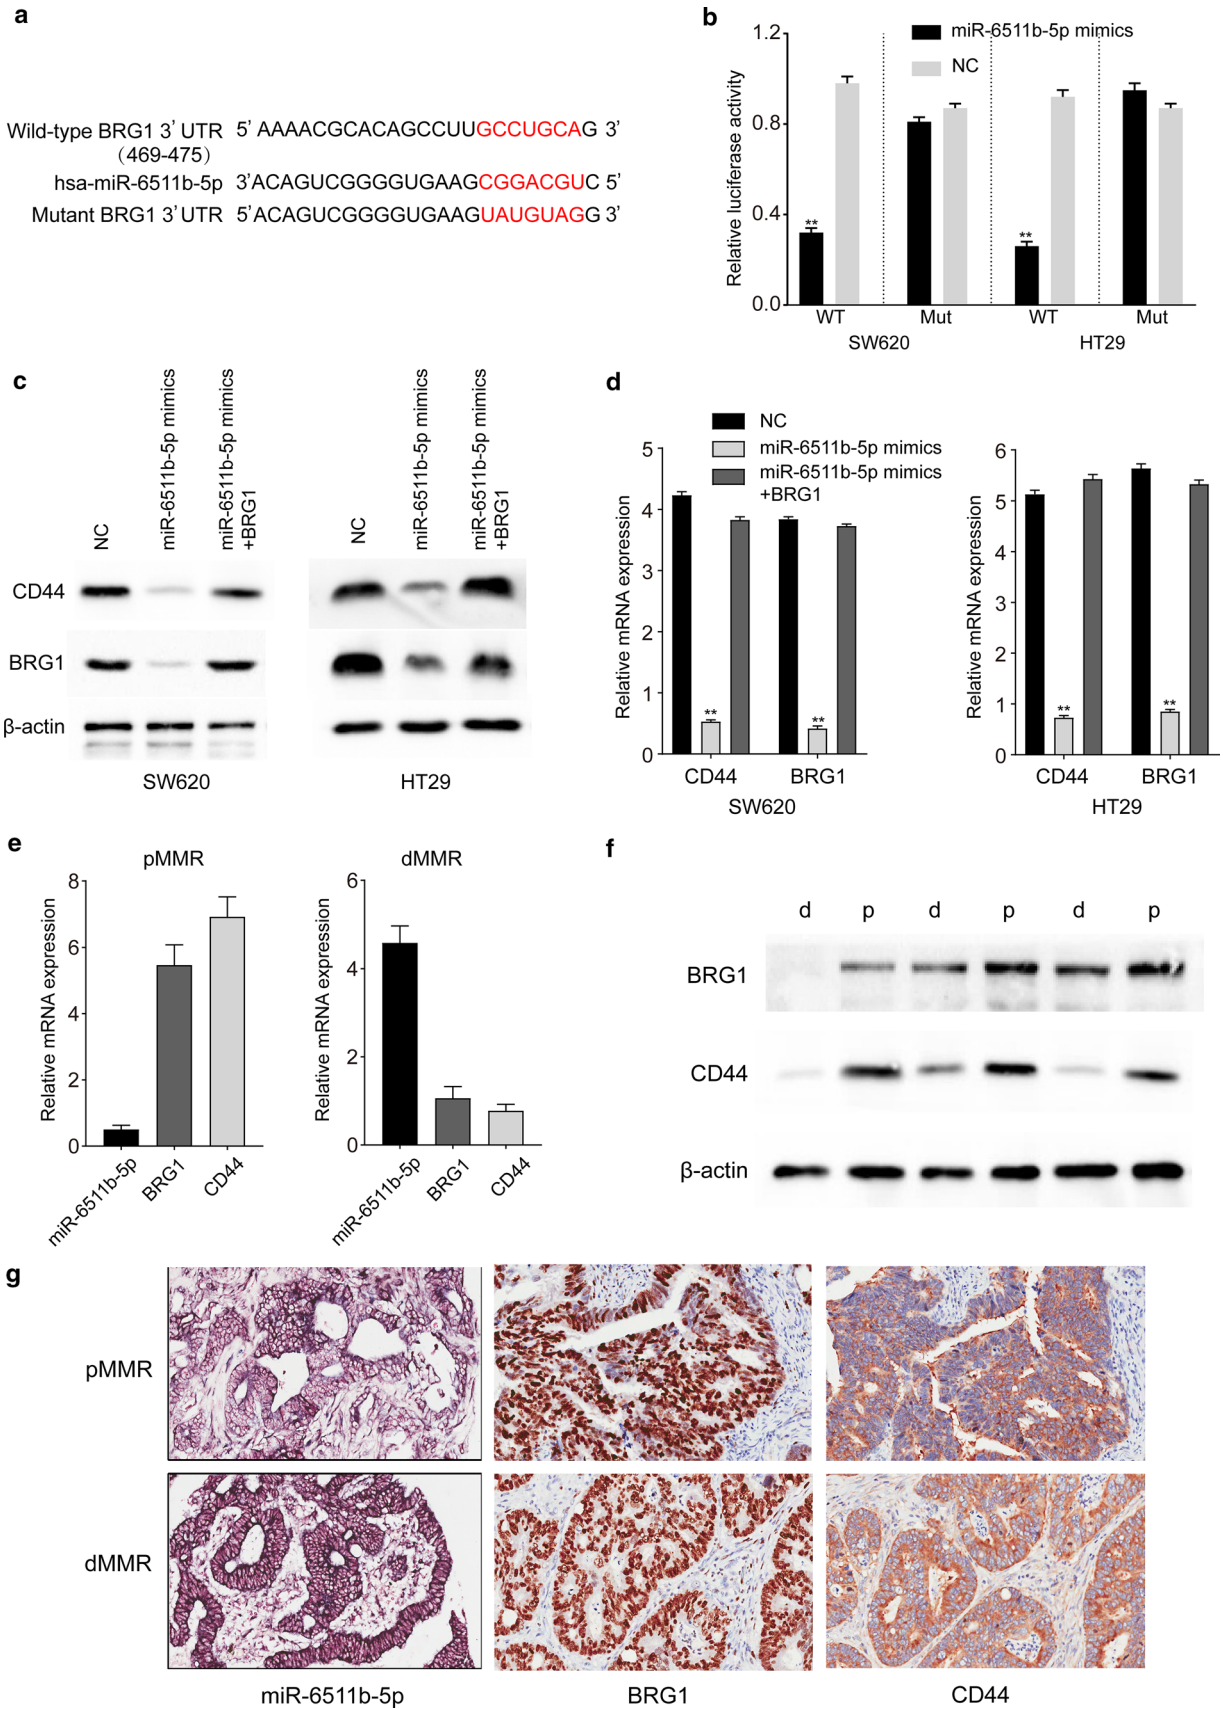 a
Wild-type BRG1 3' UTR 5' AAAACGCACAGCCUUGCCUGCAG 3'
(469-475)
hsa-miR-6511b-5p 3'ACAGUCGGGGUGAAGCGGACGUC 5'
Mutant BRG1 3' UTR 5'ACAGUCGGGGUGAAGUAUGUAGG 3'
b
miR-6511b-5p mimics
NC
Relative luciferase activity
1.2
0.8
0.4
0.0
**
**
WT Mut WT Mut
SW620 HT29
c
NC
miR-6511b-5p mimics
miR-6511b-5p mimics
+BRG1
NC
miR-6511b-5p mimics
miR-6511b-5p mimics
+BRG1
CD44
BRG1
β-actin
SW620 HT29
d
NC
miR-6511b-5p mimics
miR-6511b-5p mimics
+BRG1
Relative mRNA expression
5
4
3
2
1
0
**
**
CD44 BRG1
SW620
Relative mRNA expression
6
5
4
3
2
1
0
**
**
CD44 BRG1
HT29
e
pMMR
Relative mRNA expression
8
6
4
2
0
miR-6511b-5p
BRG1
CD44
dMMR
Relative mRNA expression
6
4
2
0
miR-6511b-5p
BRG1
CD44
f
d p d p d p
BRG1
CD44
β-actin
g
pMMR
dMMR
miR-6511b-5p BRG1 CD44